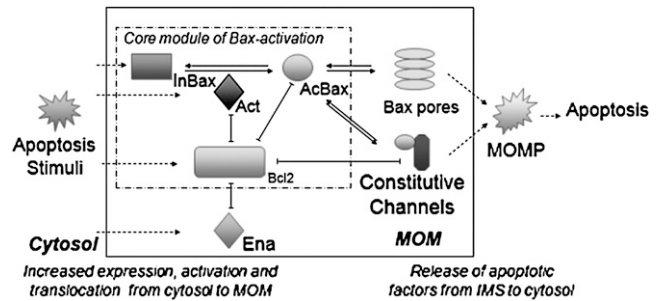 Core module of Bax-activation
InBax
AcBax
Act
Bax pores
Apoptosis
Stimuli
Apoptosis
MOMP
Bcl2
Constitutive
Channels
Cytosol
Ena
MOM
Increased expression, activation and
translocation from cytosol to MOM
Release of apoptotic
factors from IMS to cytosol